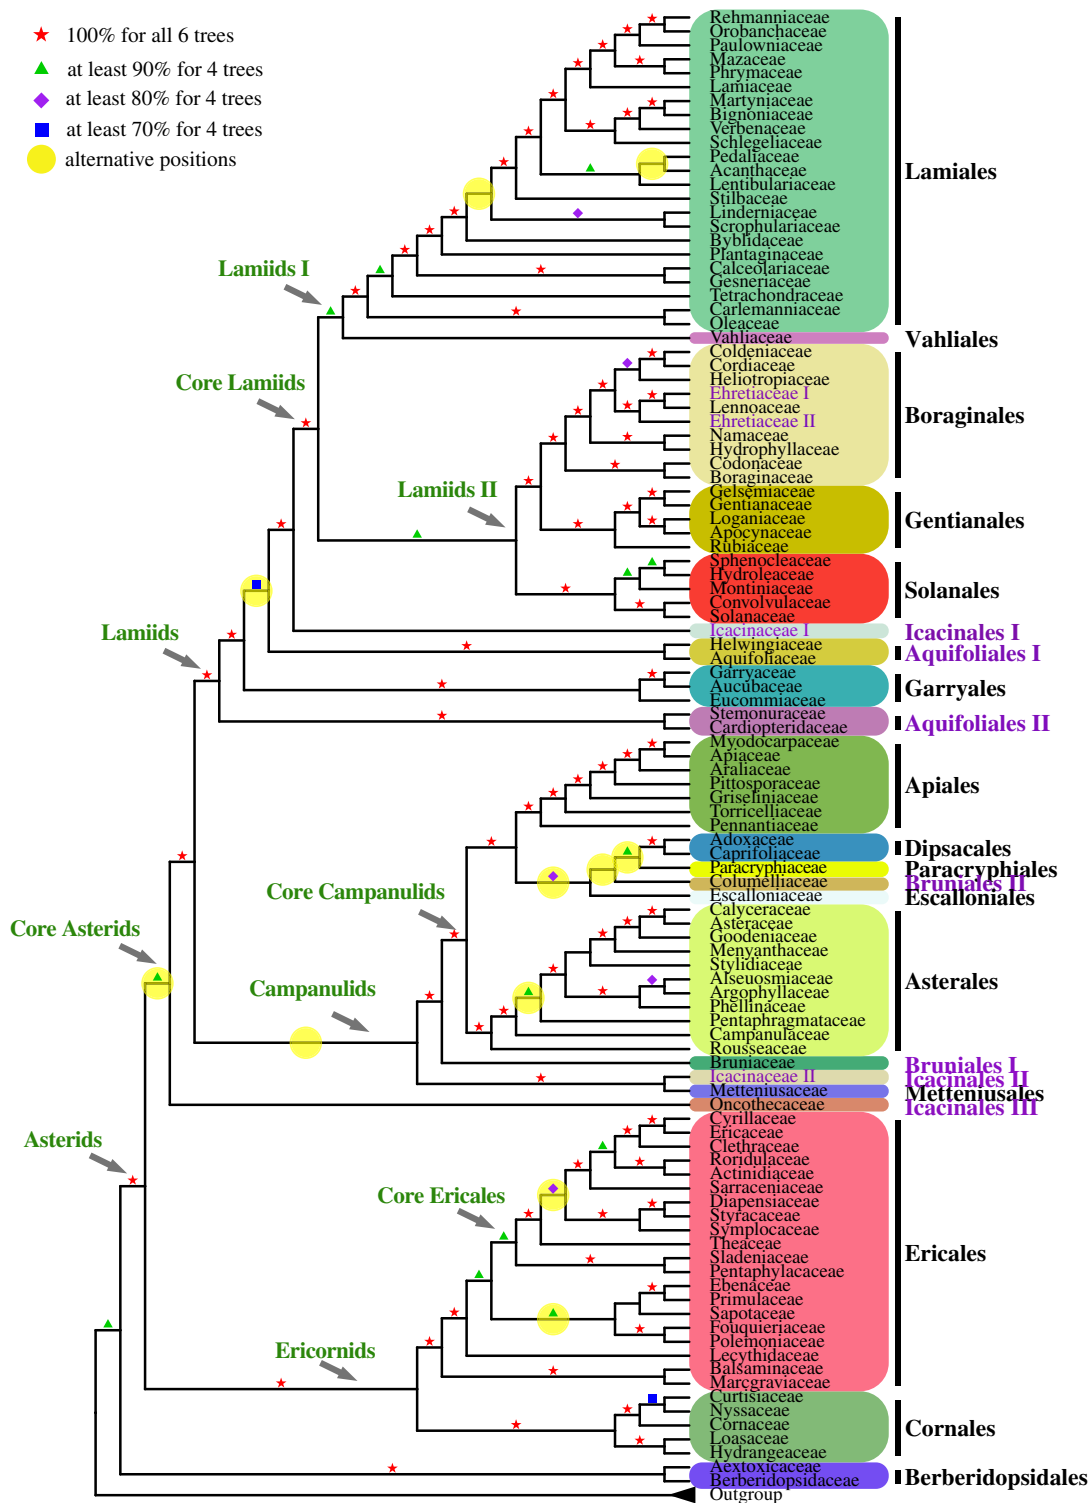 100% for all 6 trees
at least 90% for 4 trees
at least 80% for 4 trees
at least 70% for 4 trees
alternative positions
Rehmanniaceae
Orobanchaceae
Paulowniaceae
Mazaceae
Phrymaceae
Lamiaceae
Martyniaceae
Bignoniaceae
Verbenaceae
Schlegeliaceae
Pedaliaceae
Acanthaceae
Lentibulariaceae
Stilbaceae
Linderniaceae
Scrophulariaceae
Byblidaceae
Plantaginaceae
Calceolariaceae
Gesneriaceae
Tetrachondraceae
Carlemanniaceae
Oleaceae
Lamiales
Lamiids I
Vahliaceae
Vahliales
Core Lamiids
Coldeniaceae
Cordiaceae
Heliotropiaceae
Ehretiaceae I
Lennoaceae
Ehretiaceae II
Namaceae
Hydrophyllaceae
Codonaceae
Boraginaceae
Boraginales
Lamiids II
Gelsemiaceae
Gentianaceae
Loganiaceae
Apocynaceae
Rubiaceae
Gentianales
Sphenocleaceae
Hydroleaceae
Montiniaceae
Convolvulaceae
Solanaceae
Solanales
Lamiids
Icacinaceae I
Icacinales I
Helwingiaceae
Aquifoliaceae
Aquifoliales I
Garryaceae
Aucubaceae
Eucommiaceae
Garryales
Stemonuraceae
Cardiopteridaceae
Aquifoliales II
Myodocarpaceae
Apiaceae
Araliaceae
Pittosporaceae
Griseliniaceae
Torricelliaceae
Pennantiaceae
Apiales
Adoxaceae
Caprifoliaceae
Dipsacales
Paracryphiaceae
Paracryphiales
Columelliaceae
Bruniales II
Escalloniaceae
Escalloniales
Core Campanulids
Core Asterids
Campanulids
Calyceraceae
Asteraceae
Goodeniaceae
Menyanthaceae
Stylidiaceae
Alseuosmiaceae
Argophyllaceae
Phellinaceae
Pentaphragmataceae
Campanulaceae
Rousseaceae
Asterales
Bruniaceae
Bruniales I
Icacinaceae II
Icacinales II
Metteniusaceae
Metteniusales
Oncothecaceae
Icacinales III
Asterids
Cyrillaceae
Ericaceae
Clethraceae
Roridulaceae
Actinidiaceae
Sarraceniaceae
Diapensiaceae
Styracaceae
Symplocaceae
Theaceae
Sladeniaceae
Pentaphylacaceae
Ebenaceae
Primulaceae
Sapotaceae
Fouquieriaceae
Polemoniaceae
Lecythidaceae
Balsaminaceae
Marcgraviaceae
Ericales
Core Ericales
Ericornids
Curtisiaceae
Nyssaceae
Cornaceae
Loasaceae
Hydrangeaceae
Cornales
Aextoxicaceae
Berberidopsidaceae
Berberidopsidales
Outgroup